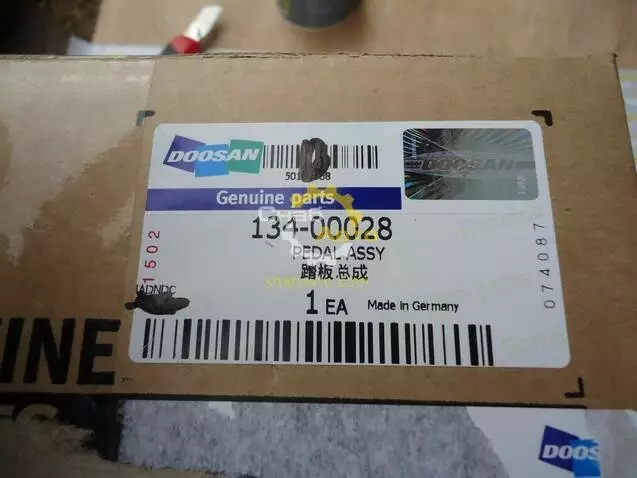 DOOSAN
DOOSAN
Genuine parts
134-00028
PEDAL ASSY
踏板总成
1 EA Made in Germany
1502
074087
ADNDC
INE
DOOSAN